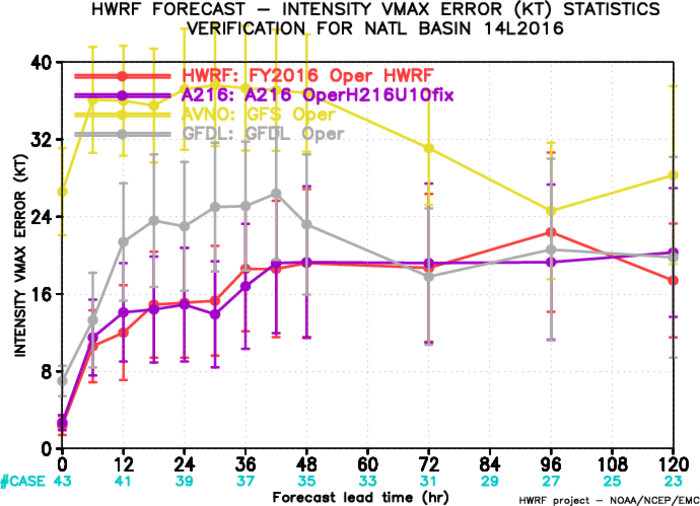 HWRF FORECAST – INTENSITY VMAX ERROR (KT) STATISTICS
VERIFICATION FOR NATL BASIN 14L2016
INTENSITY VMAX ERROR (KT)
40
32
24
16
8
0
HWRF: FY2016 Oper HWRF
A216: A216 OperH216U10fix
AVNO: GFS Oper
GFDL: GFDL Oper
0 12 24 36 48 60 72 84 96 108 120
#CASE 43 41 39 37 35 33 31 29 27 25 23
Forecast lead time (hr)
HWRF project – NOAA/NCEP/EMC